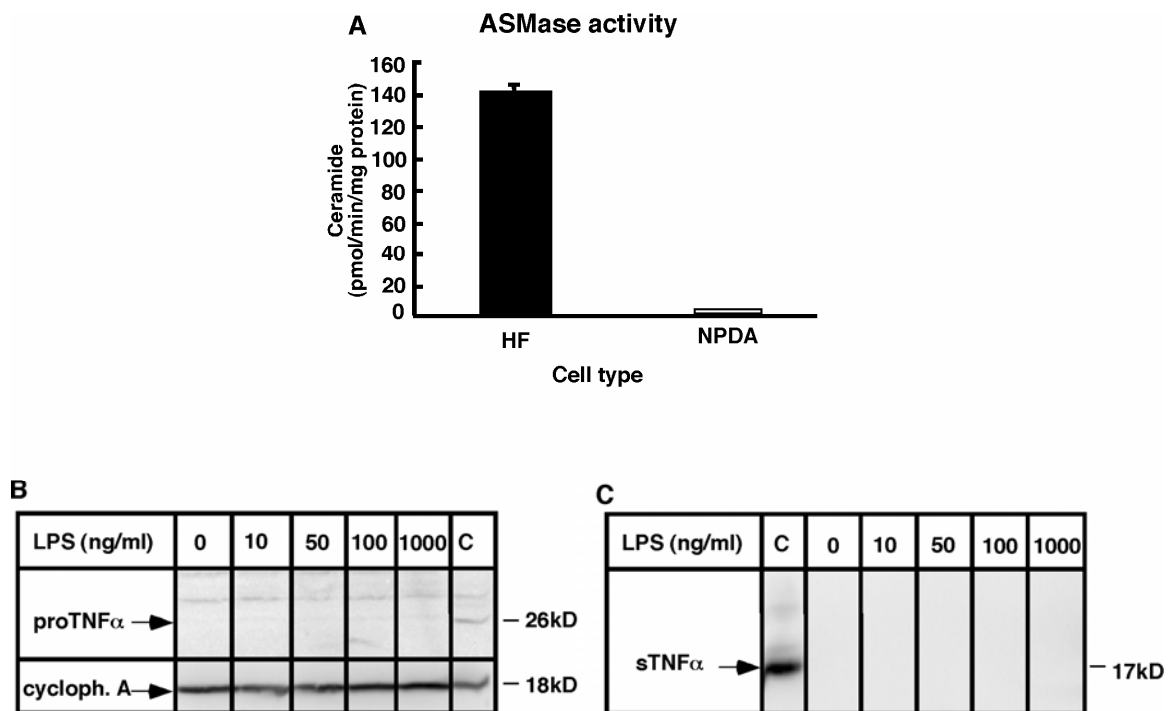 A
ASMase activity
160
140
120
100
80
60
40
20
0
Ceramide
(pmol/min/mg protein)
HF
NPDA
Cell type
B
LPS (ng/ml) 0 10 50 100 1000 C
proTNFα
26kD
cycloph. A
18kD
C
LPS (ng/ml) C 0 10 50 100 1000
sTNFα
17kD